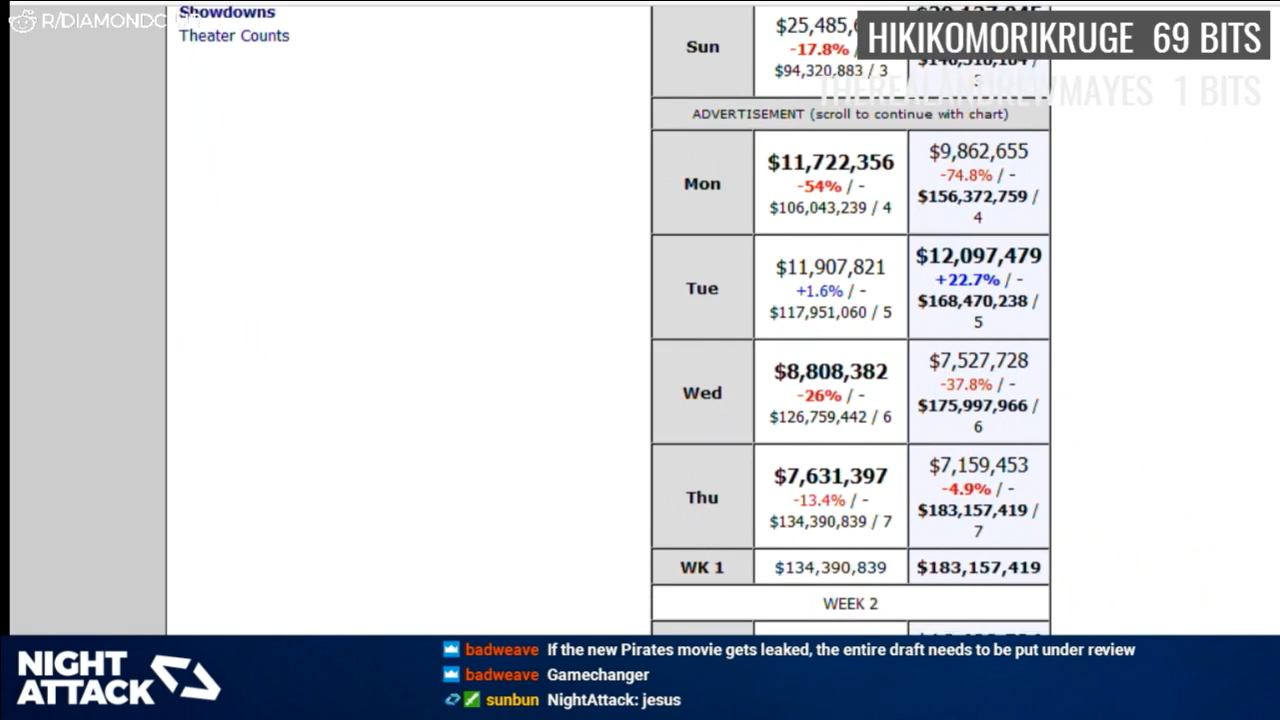 R/DIAMONDC
Showdowns
Theater Counts
HIKIKOMORIKRUGE 69 BITS
THEREALANDREWMAYES 1 BITS
Sun
$25,485,
-17.8%
$94,320,883 / 3
ADVERTISEMENT (scroll to continue with chart)
Mon
$11,722,356
-54% / -
$106,043,239 / 4
$9,862,655
-74.8% / -
$156,372,759 /
4
Tue
$11,907,821
+1.6% / -
$117,951,060 / 5
$12,097,479
+22.7% / -
$168,470,238 /
5
Wed
$8,808,382
-26% / -
$126,759,442 / 6
$7,527,728
-37.8% / -
$175,997,966 /
6
Thu
$7,631,397
-13.4% / -
$134,390,839 / 7
$7,159,453
-4.9% / -
$183,157,419 /
7
WK 1
$134,390,839
$183,157,419
WEEK 2
NIGHT
ATTACK
badweave If the new Pirates movie gets leaked, the entire draft needs to be put under review
badweave Gamechanger
sunbun NightAttack: jesus